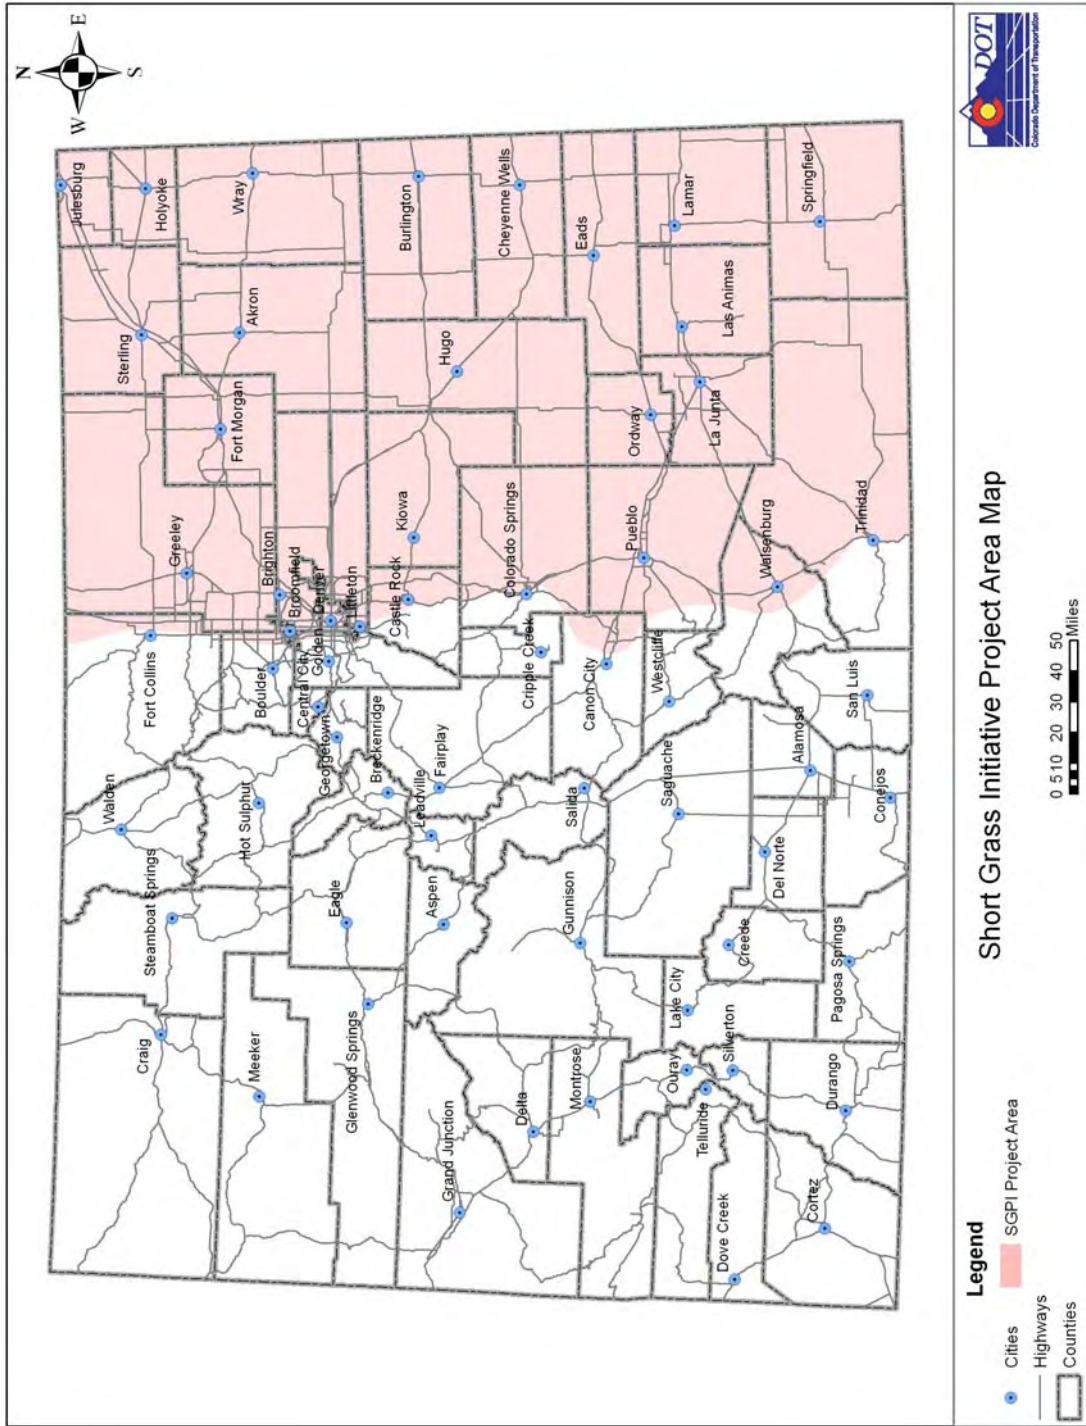 N
W
E
S
Julesburg
Holyoke
Wray
Burlington
Cheyenne Wells
Eads
Lamar
Springfield
Sterling
Akron
Hugo
Las Animas
Fort Morgan
Ordway
La Junta
Greeley
Brighton
Broomfield
Denver
Littleton
Kiowa
Castle Rock
Colorado Springs
Pueblo
Walsenburg
Trinidad
Fort Collins
Boulder
Central City
Golden
Georgetown
Breckenridge
Cripple Creek
Canon City
Westcliffe
San Luis
Walden
Hot Sulphur
Leadville
Fairplay
Salida
Saguache
Alamosa
Conejos
Steamboat Springs
Eagle
Aspen
Gunnison
Del Norte
Creede
Craig
Meeker
Glenwood Springs
Lake City
Pagosa Springs
Grand Junction
Delta
Montrose
Ouray
Silverton
Telluride
Durango
Dove Creek
Cortez
Legend
Cities
Highways
Counties
SGPI Project Area
Short Grass Initiative Project Area Map
0 5 10 20 30 40 50
Miles
DOT
Colorado Department of Transportation